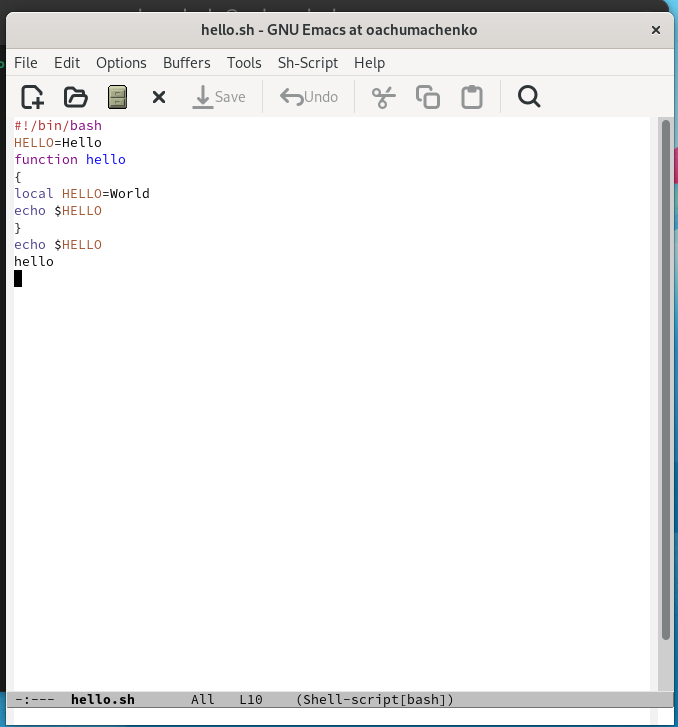 hello.sh - GNU Emacs at oachumachenko
File Edit Options Buffers Tools Sh-Script Help
Save Undo
#!/bin/bash
HELLO=Hello
function hello
{
local HELLO=World
echo $HELLO
}
echo $HELLO
hello
-:--- hello.sh All L10 (Shell-script[bash])